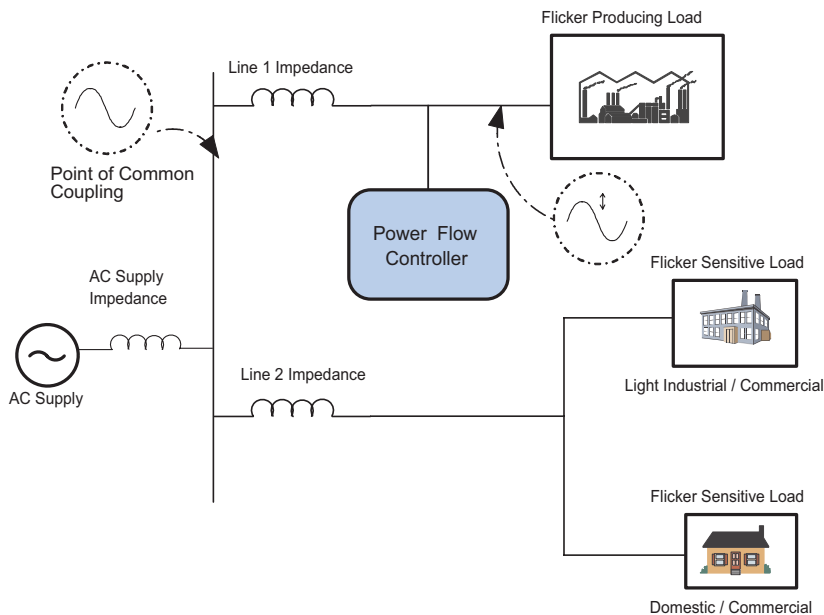 Flicker Producing Load
Line 1 Impedance
Point of Common
Coupling
Power Flow
Controller
AC Supply
Impedance
Flicker Sensitive Load
Line 2 Impedance
Light Industrial / Commercial
AC Supply
Flicker Sensitive Load
Domestic / Commercial